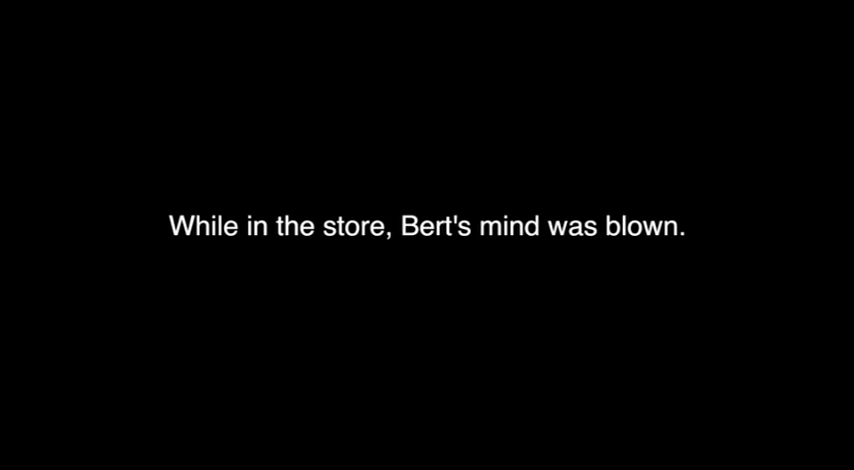 While in the store, Bert's mind was blown.